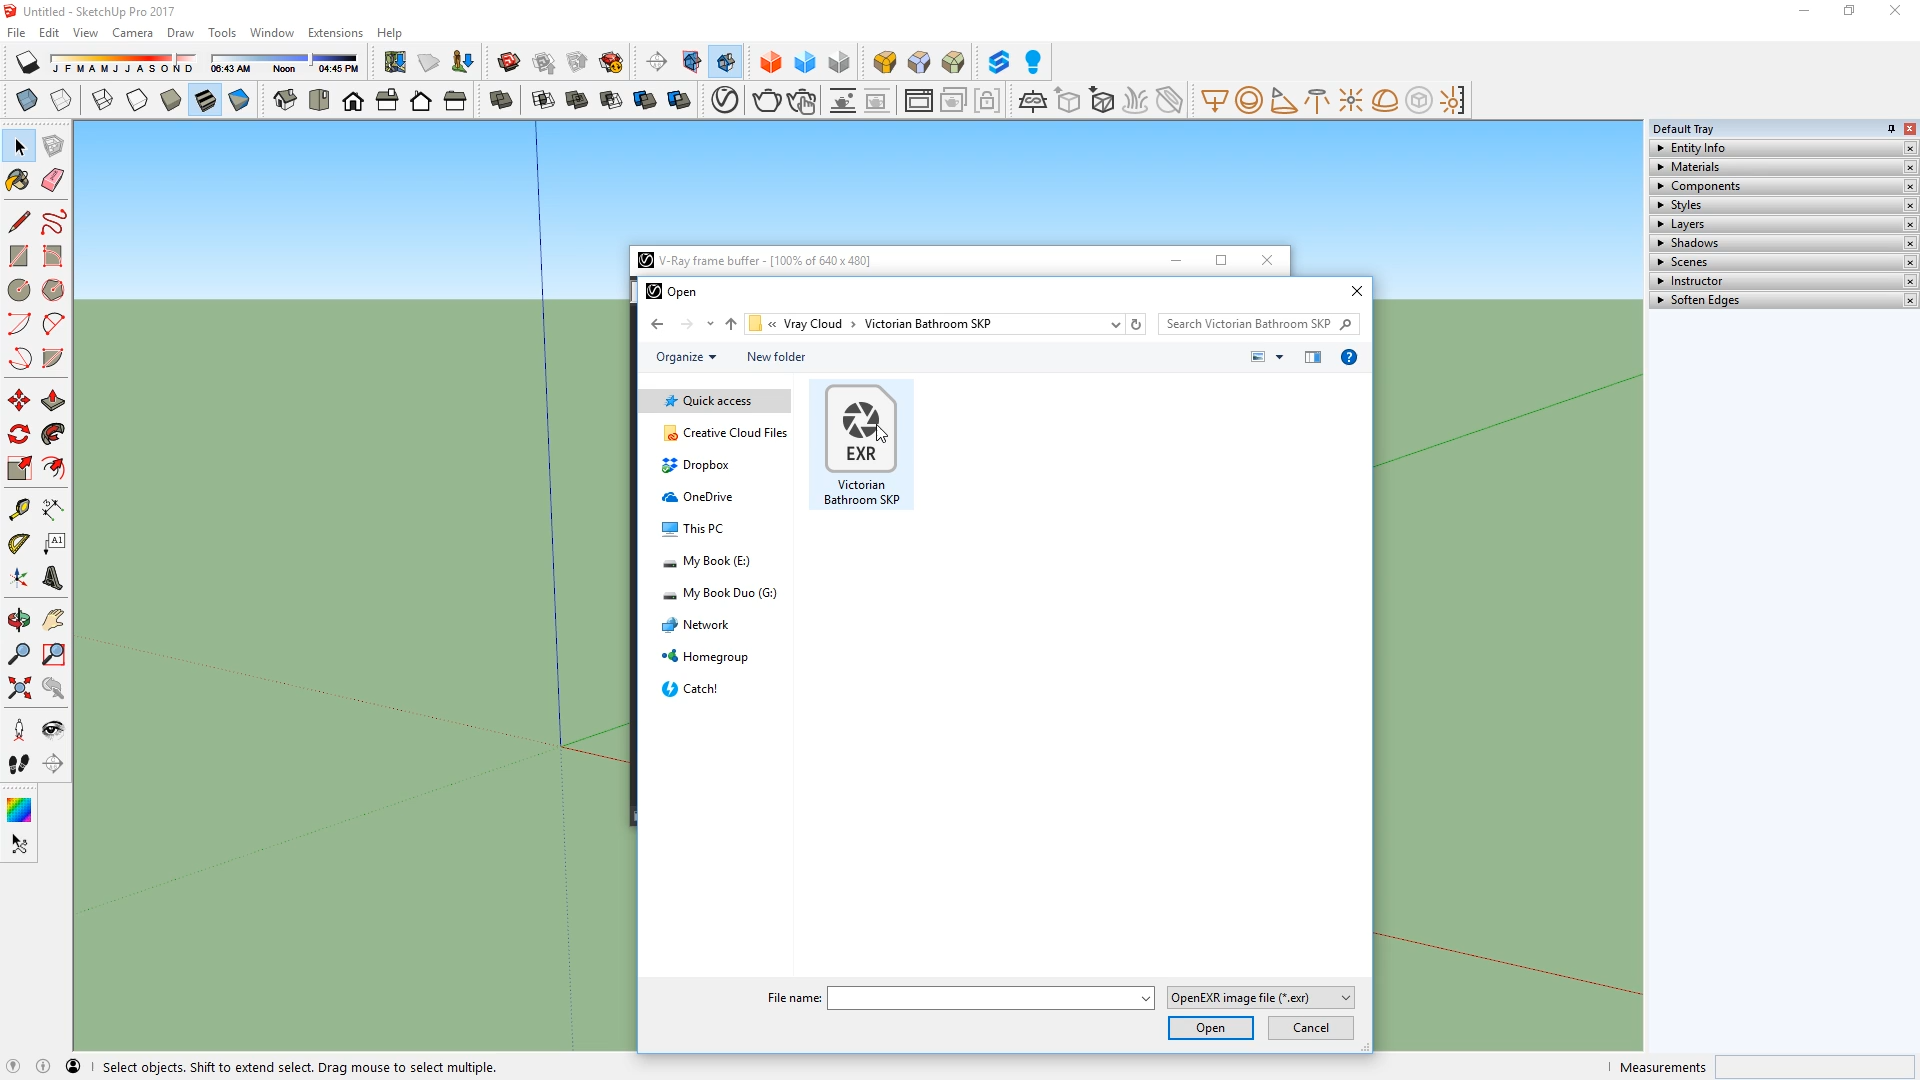 Untitled - SketchUp Pro 2017
File Edit View Camera Draw Tools Window Extensions Help
J F M A M J J A S O N D 06:43 AM Noon 04:45 PM
Default Tray
Entity Info
Materials
Components
Styles
Layers
Shadows
Scenes
Instructor
Soften Edges
V-Ray frame buffer - [100% of 640 x 480]
Open
« Vray Cloud › Victorian Bathroom SKP
Search Victorian Bathroom SKP
Organize New folder
Quick access
Creative Cloud Files
Dropbox
OneDrive
This PC
My Book (E:)
My Book Duo (G:)
Network
Homegroup
Catch!
EXR
Victorian
Bathroom SKP
File name: OpenEXR image file (*.exr)
Open Cancel
A1
Select objects. Shift to extend select. Drag mouse to select multiple.
Measurements